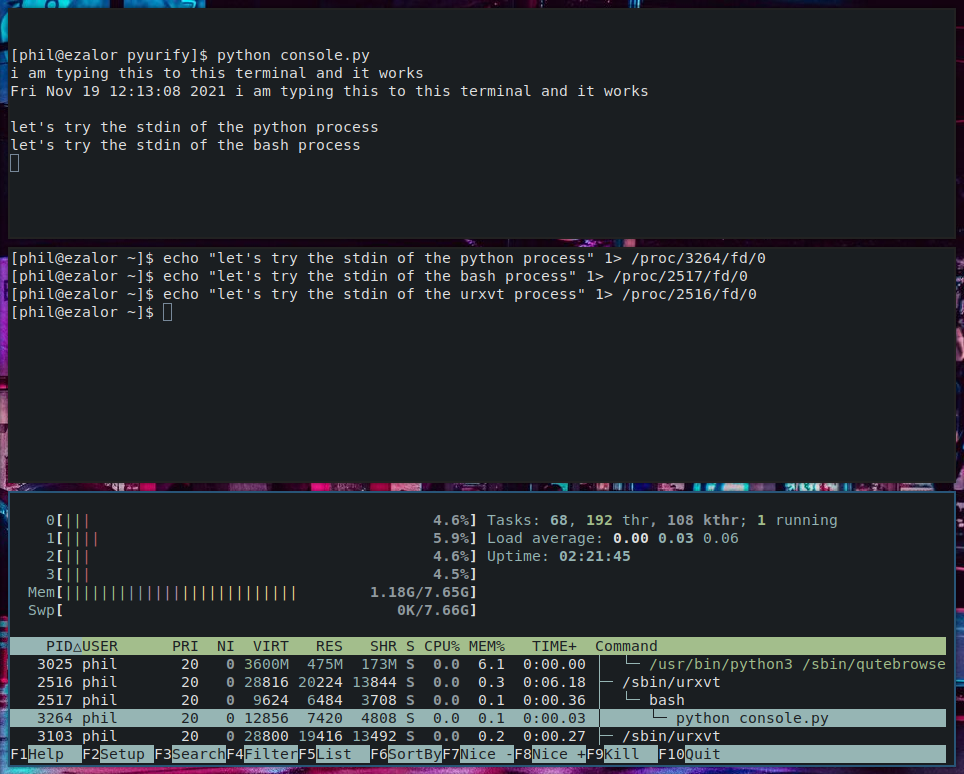 [phil@ezalor pyurify]$ python console.py
i am typing this to this terminal and it works
Fri Nov 19 12:13:08 2021 i am typing this to this terminal and it works
let's try the stdin of the python process
let's try the stdin of the bash process
[phil@ezalor ~]$ echo "let's try the stdin of the python process" 1> /proc/3264/fd/0
[phil@ezalor ~]$ echo "let's try the stdin of the bash process" 1> /proc/2517/fd/0
[phil@ezalor ~]$ echo "let's try the stdin of the urxvt process" 1> /proc/2516/fd/0
[phil@ezalor ~]$
0[||| 4.6%] Tasks: 68, 192 thr, 108 kthr; 1 running
1[|||| 5.9%] Load average: 0.00 0.03 0.06
2[||| 4.6%] Uptime: 02:21:45
3[||| 4.5%]
Mem[|||||||||||||||||||||||||| 1.18G/7.65G]
Swp[ 0K/7.66G]
PID△USER PRI NI VIRT RES SHR S CPU% MEM% TIME+ Command
3025 phil 20 0 3600M 475M 173M S 0.0 6.1 0:00.00 │ └─ /usr/bin/python3 /sbin/qutebrowse
2516 phil 20 0 28816 20224 13844 S 0.0 0.3 0:06.18 ├─ /sbin/urxvt
2517 phil 20 0 9624 6484 3708 S 0.0 0.1 0:00.36 │ └─ bash
3264 phil 20 0 12856 7420 4808 S 0.0 0.1 0:00.03 │ └─ python console.py
3103 phil 20 0 28800 19416 13492 S 0.0 0.2 0:00.27 ├─ /sbin/urxvt
F1Help F2Setup F3SearchF4FilterF5List F6SortByF7Nice -F8Nice +F9Kill F10Quit